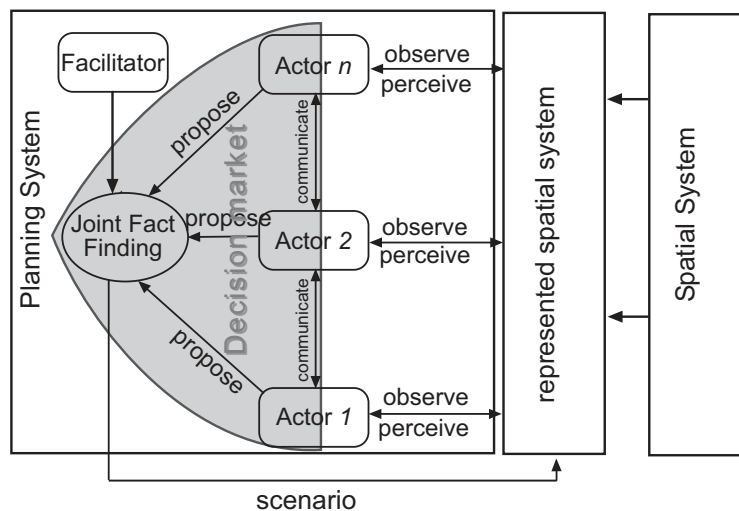 Planning System
Facilitator
Joint Fact
Finding
Decision market
propose
propose
propose
Actor n
communicate
Actor 2
communicate
Actor 1
observe
perceive
observe
perceive
observe
perceive
represented spatial system
Spatial System
scenario